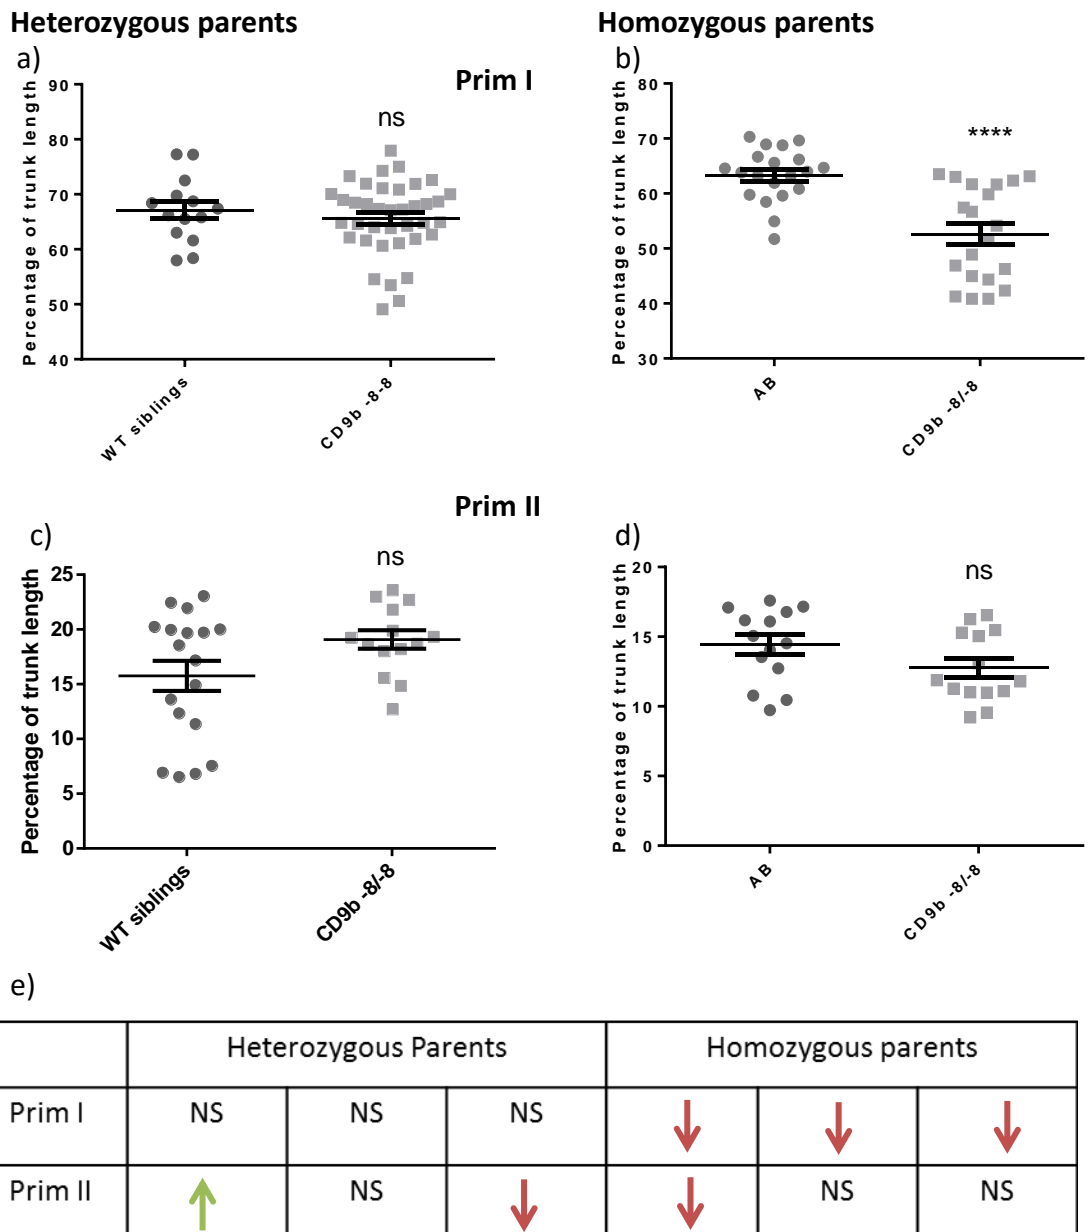 Heterozygous parents
Homozygous parents
a)
b)
Prim I
Percentage of trunk length
90
80
70
60
50
40
ns
WT siblings
CD9b -8-8
Percentage of trunk length
80
70
60
50
40
30
****
AB
CD9b -8/-8
Prim II
c)
d)
Percentage of trunk length
25
20
15
10
5
0
ns
WT siblings
CD9b -8/-8
Percentage of trunk length
20
15
10
5
0
ns
AB
CD9b -8/-8
e)
Heterozygous Parents
Homozygous parents
Prim I
NS
NS
NS
Prim II
NS
NS
NS